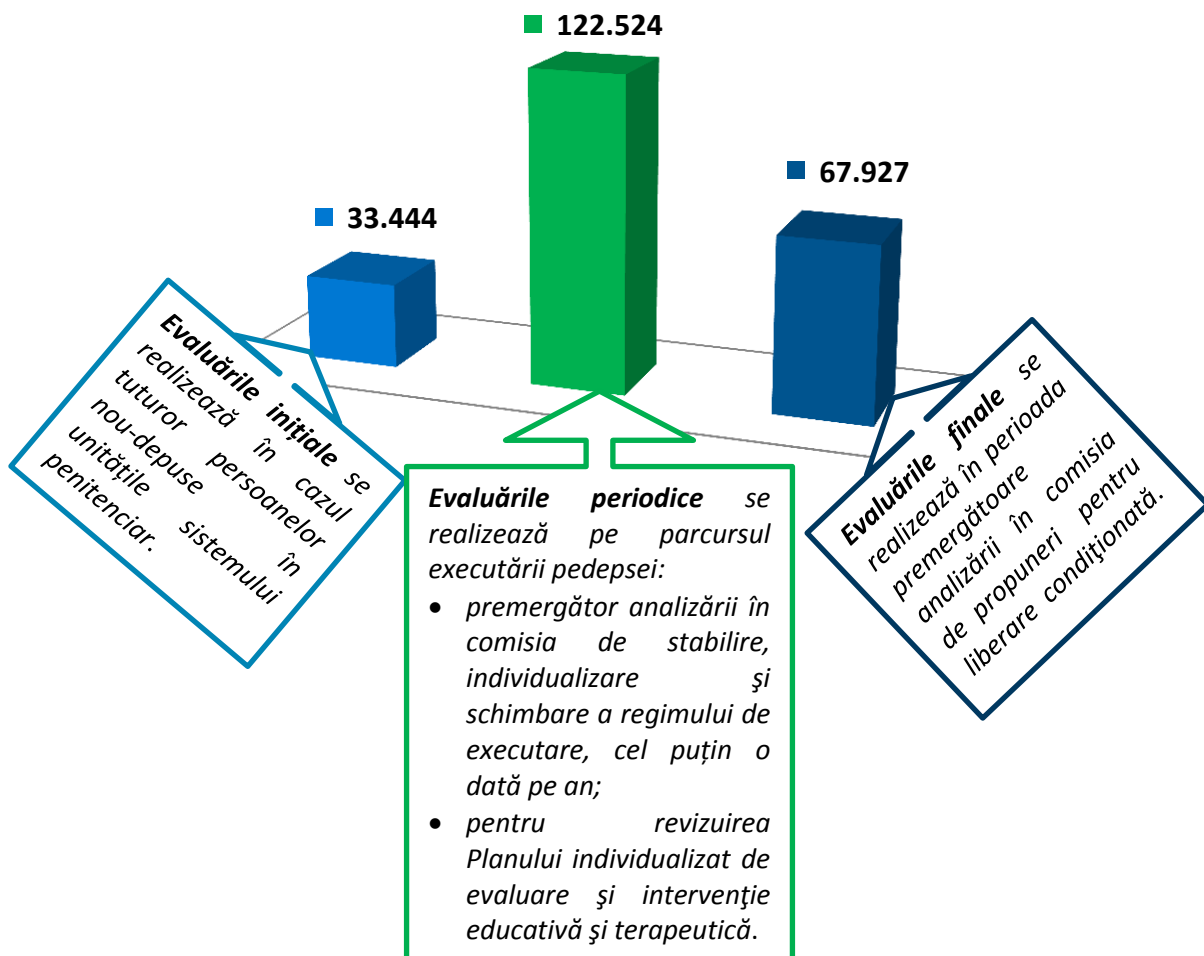 122.524
67.927
33.444
Evaluările inițiale se
realizează în cazul
tuturor persoanelor
nou-depuse în
unitățile sistemului
penitenciar.
Evaluările periodice se
realizează pe parcursul
executării pedepsei:
• premergător analizării în
comisia de stabilire,
individualizare şi
schimbare a regimului de
executare, cel puțin o
dată pe an;
• pentru revizuirea
Planului individualizat de
evaluare şi intervenţie
educativă şi terapeutică.
Evaluările finale se
realizează în perioada
premergătoare
analizării în comisia
de propuneri pentru
liberare condiţionată.